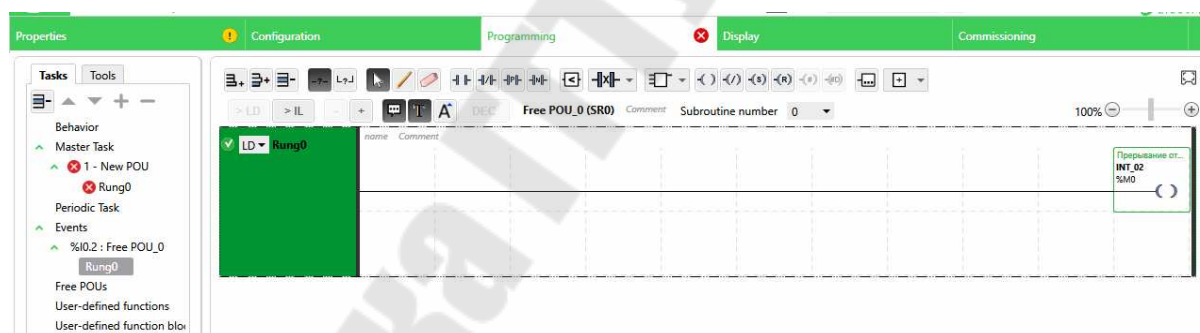 Properties
Configuration
Programming
Display
Commissioning
Tasks Tools
> LD > IL - + T A DEC Free POU_0 (SR0) Comment Subroutine number 0 100%
Behavior
Master Task
1 - New POU
Rung0
Periodic Task
Events
%I0.2 : Free POU_0
Rung0
Free POUs
User-defined functions
LD Rung0 name Comment
Прерывание от...
INT_02
%M0